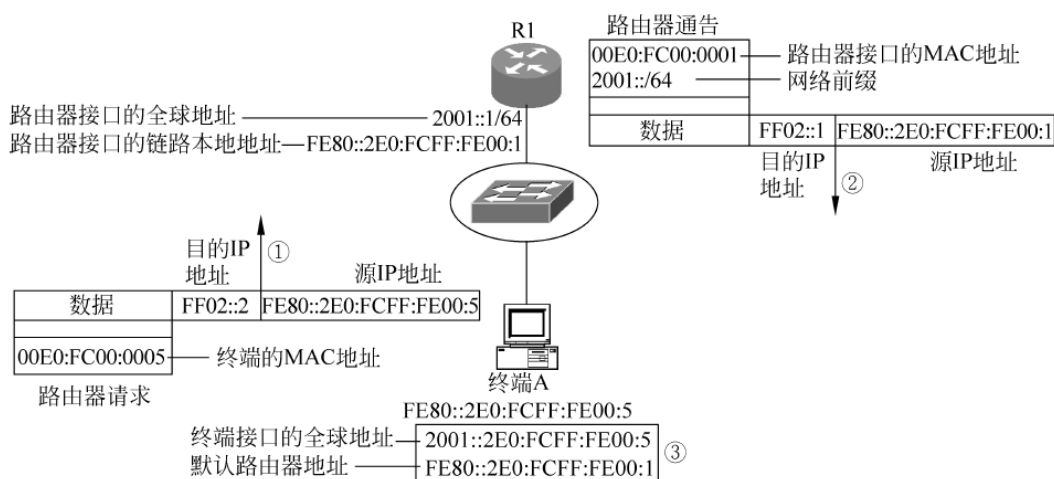 R1
路由器通告
00E0:FC00:0001
路由器接口的MAC地址
2001::/64
网络前缀
数据
FF02::1
FE80::2E0:FCFF:FE00:1
目的IP
地址
②
源IP地址
路由器接口的全球地址
2001::1/64
路由器接口的链路本地地址
FE80::2E0:FCFF:FE00:1
目的IP
地址
①
源IP地址
数据
FF02::2
FE80::2E0:FCFF:FE00:5
00E0:FC00:0005
终端的MAC地址
路由器请求
终端A
FE80::2E0:FCFF:FE00:5
终端接口的全球地址
2001::2E0:FCFF:FE00:5
默认路由器地址
FE80::2E0:FCFF:FE00:1
③